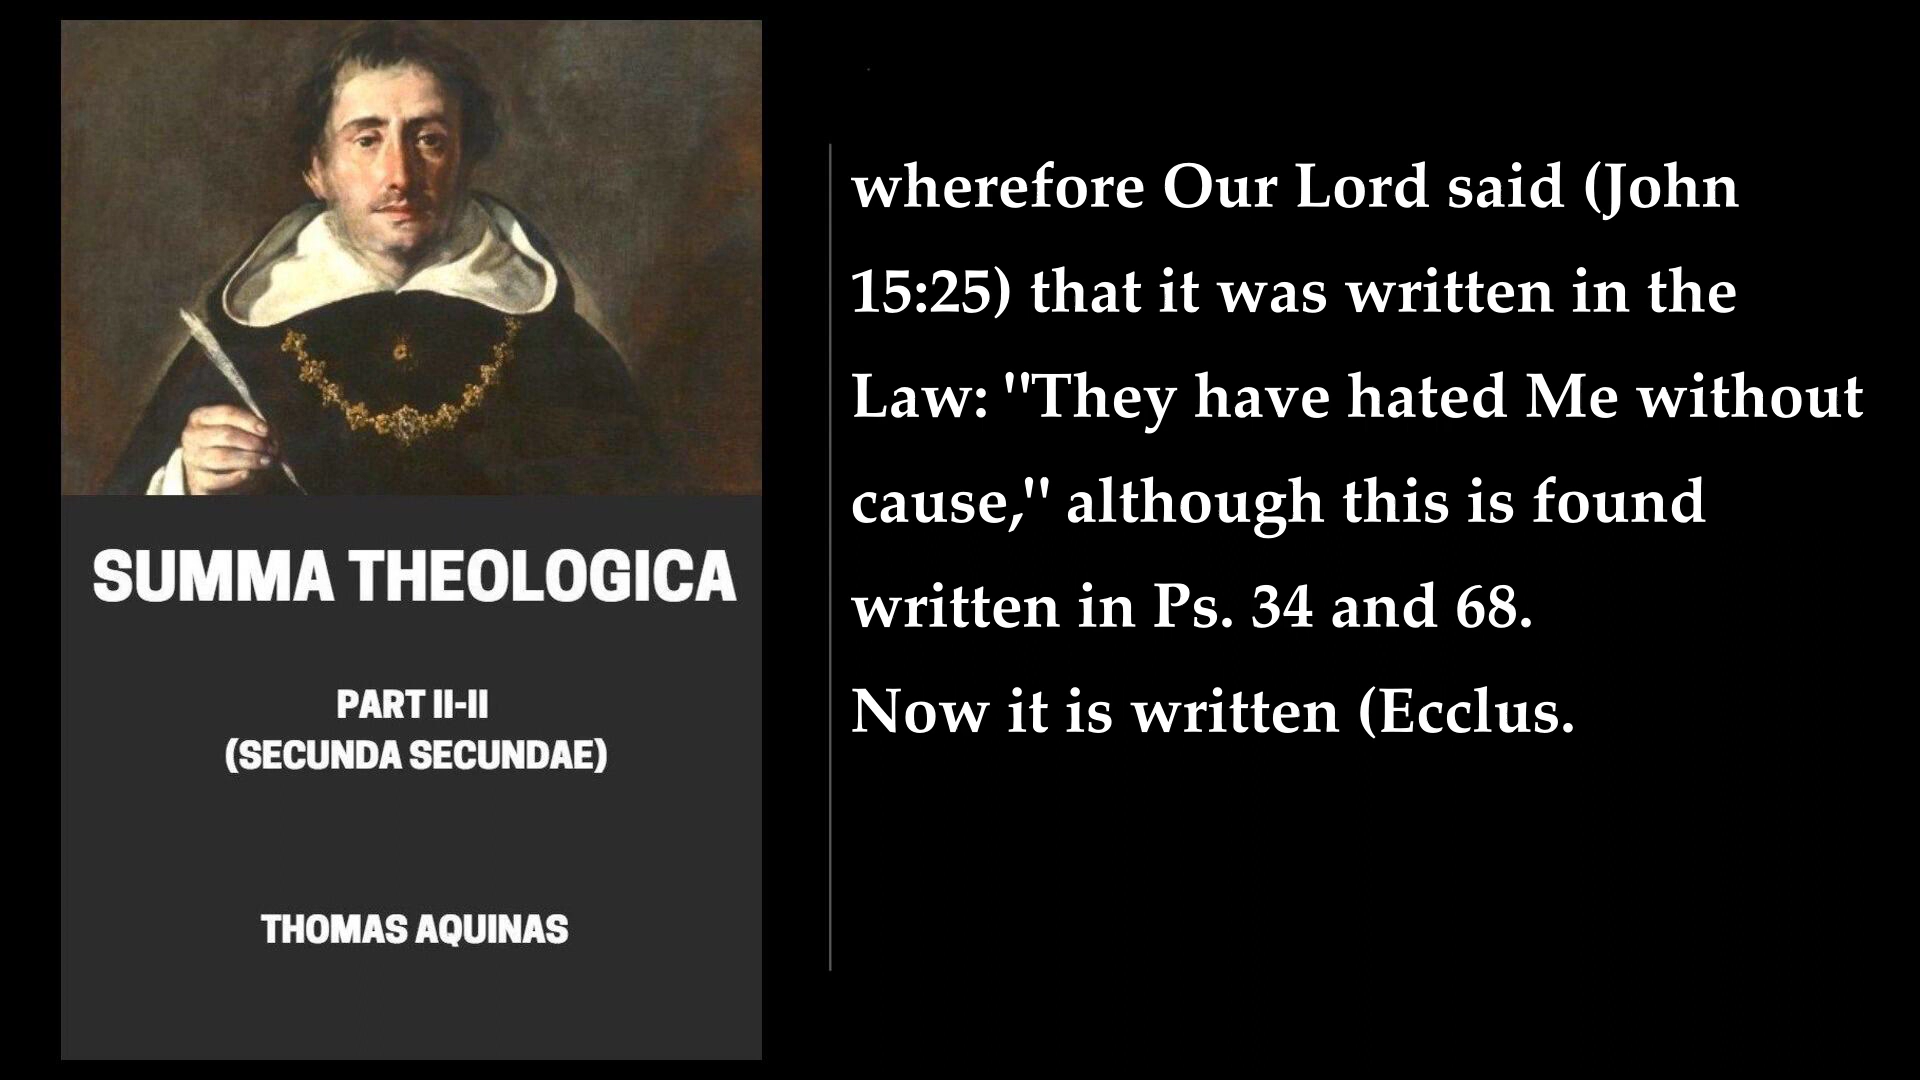 SUMMA THEOLOGICA
PART II-II
(SECUNDA SECUNDAE)
THOMAS AQUINAS
wherefore Our Lord said (John
15:25) that it was written in the
Law: "They have hated Me without
cause," although this is found
written in Ps. 34 and 68.
Now it is written (Ecclus.